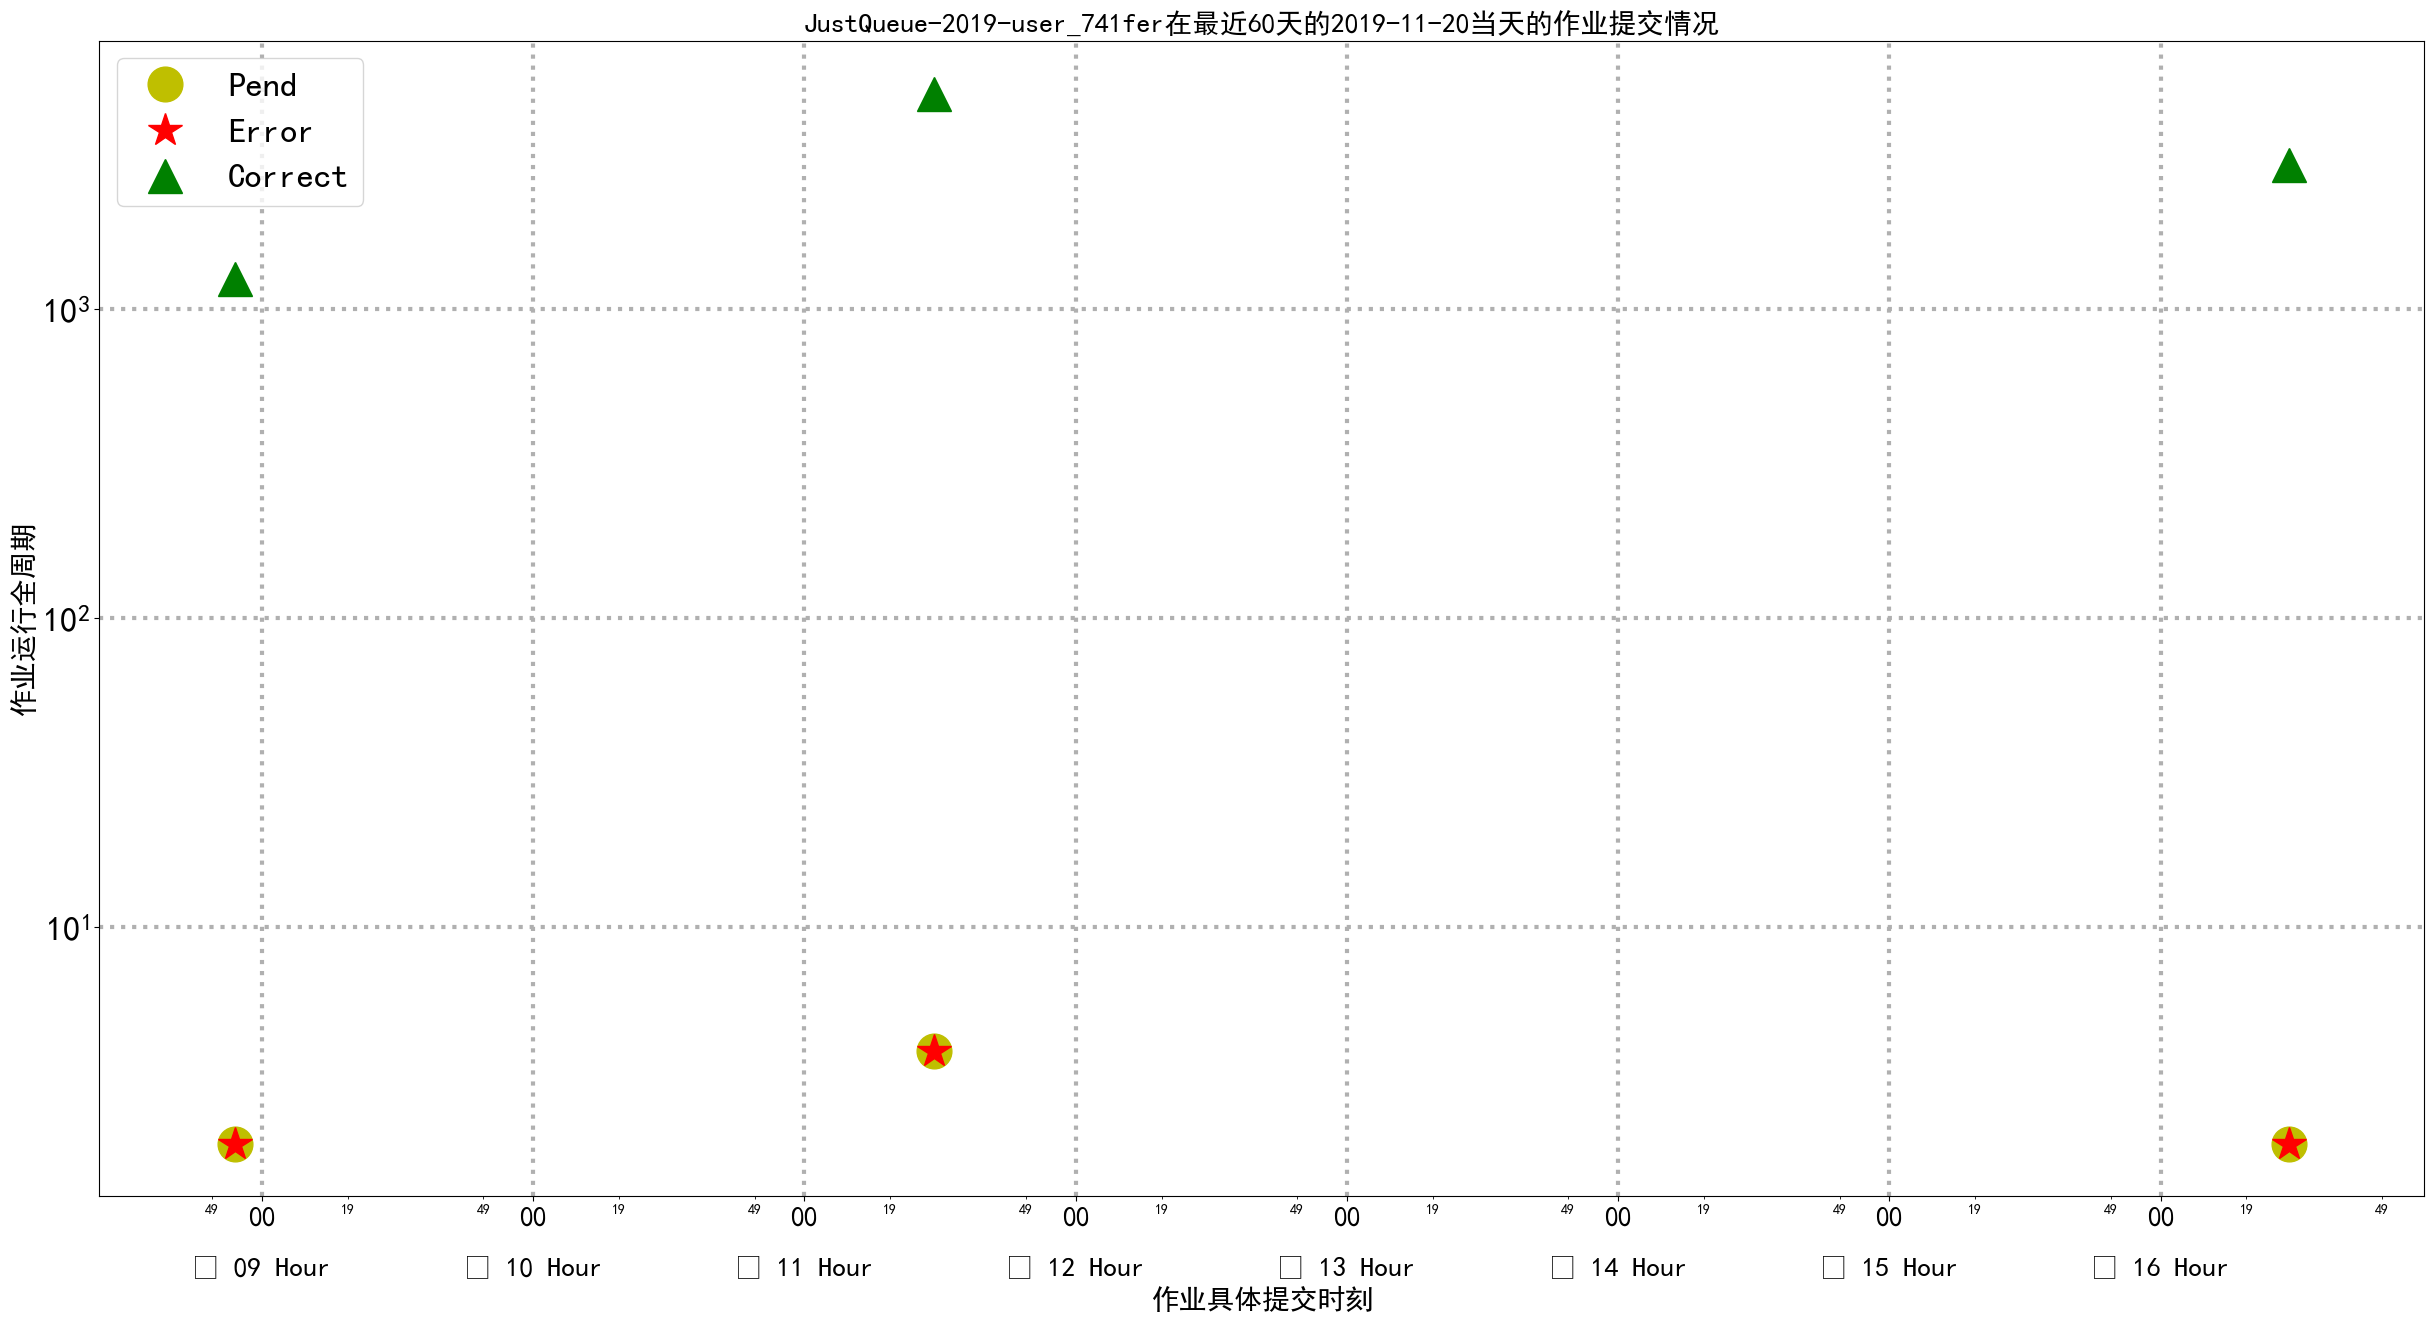 JustQueue-2019-user_741fer在最近60天的2019-11-20当天的作业提交情况
Pend
Error
Correct
10³
10²
10¹
作业运行全周期
49 00 19 49 00 19 49 00 19 49 00 19 49 00 19 49 00 19 49 00 19 49 00 19 49
□ 09 Hour □ 10 Hour □ 11 Hour □ 12 Hour □ 13 Hour □ 14 Hour □ 15 Hour □ 16 Hour
作业具体提交时刻